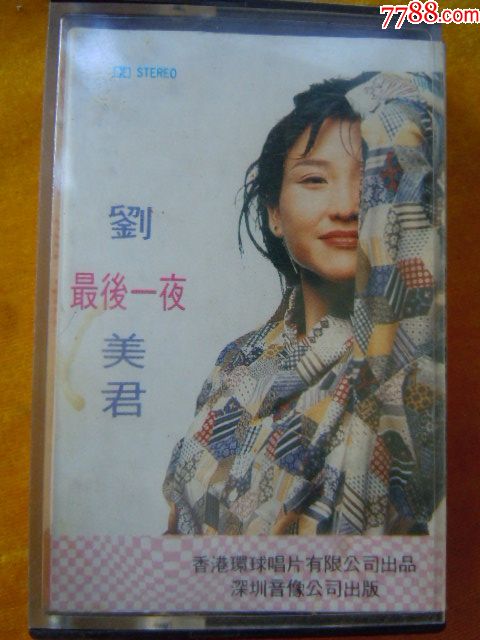 7788.com
STEREO
劉
最後一夜
美
君
香港環球唱片有限公司出品
深圳音像公司出版